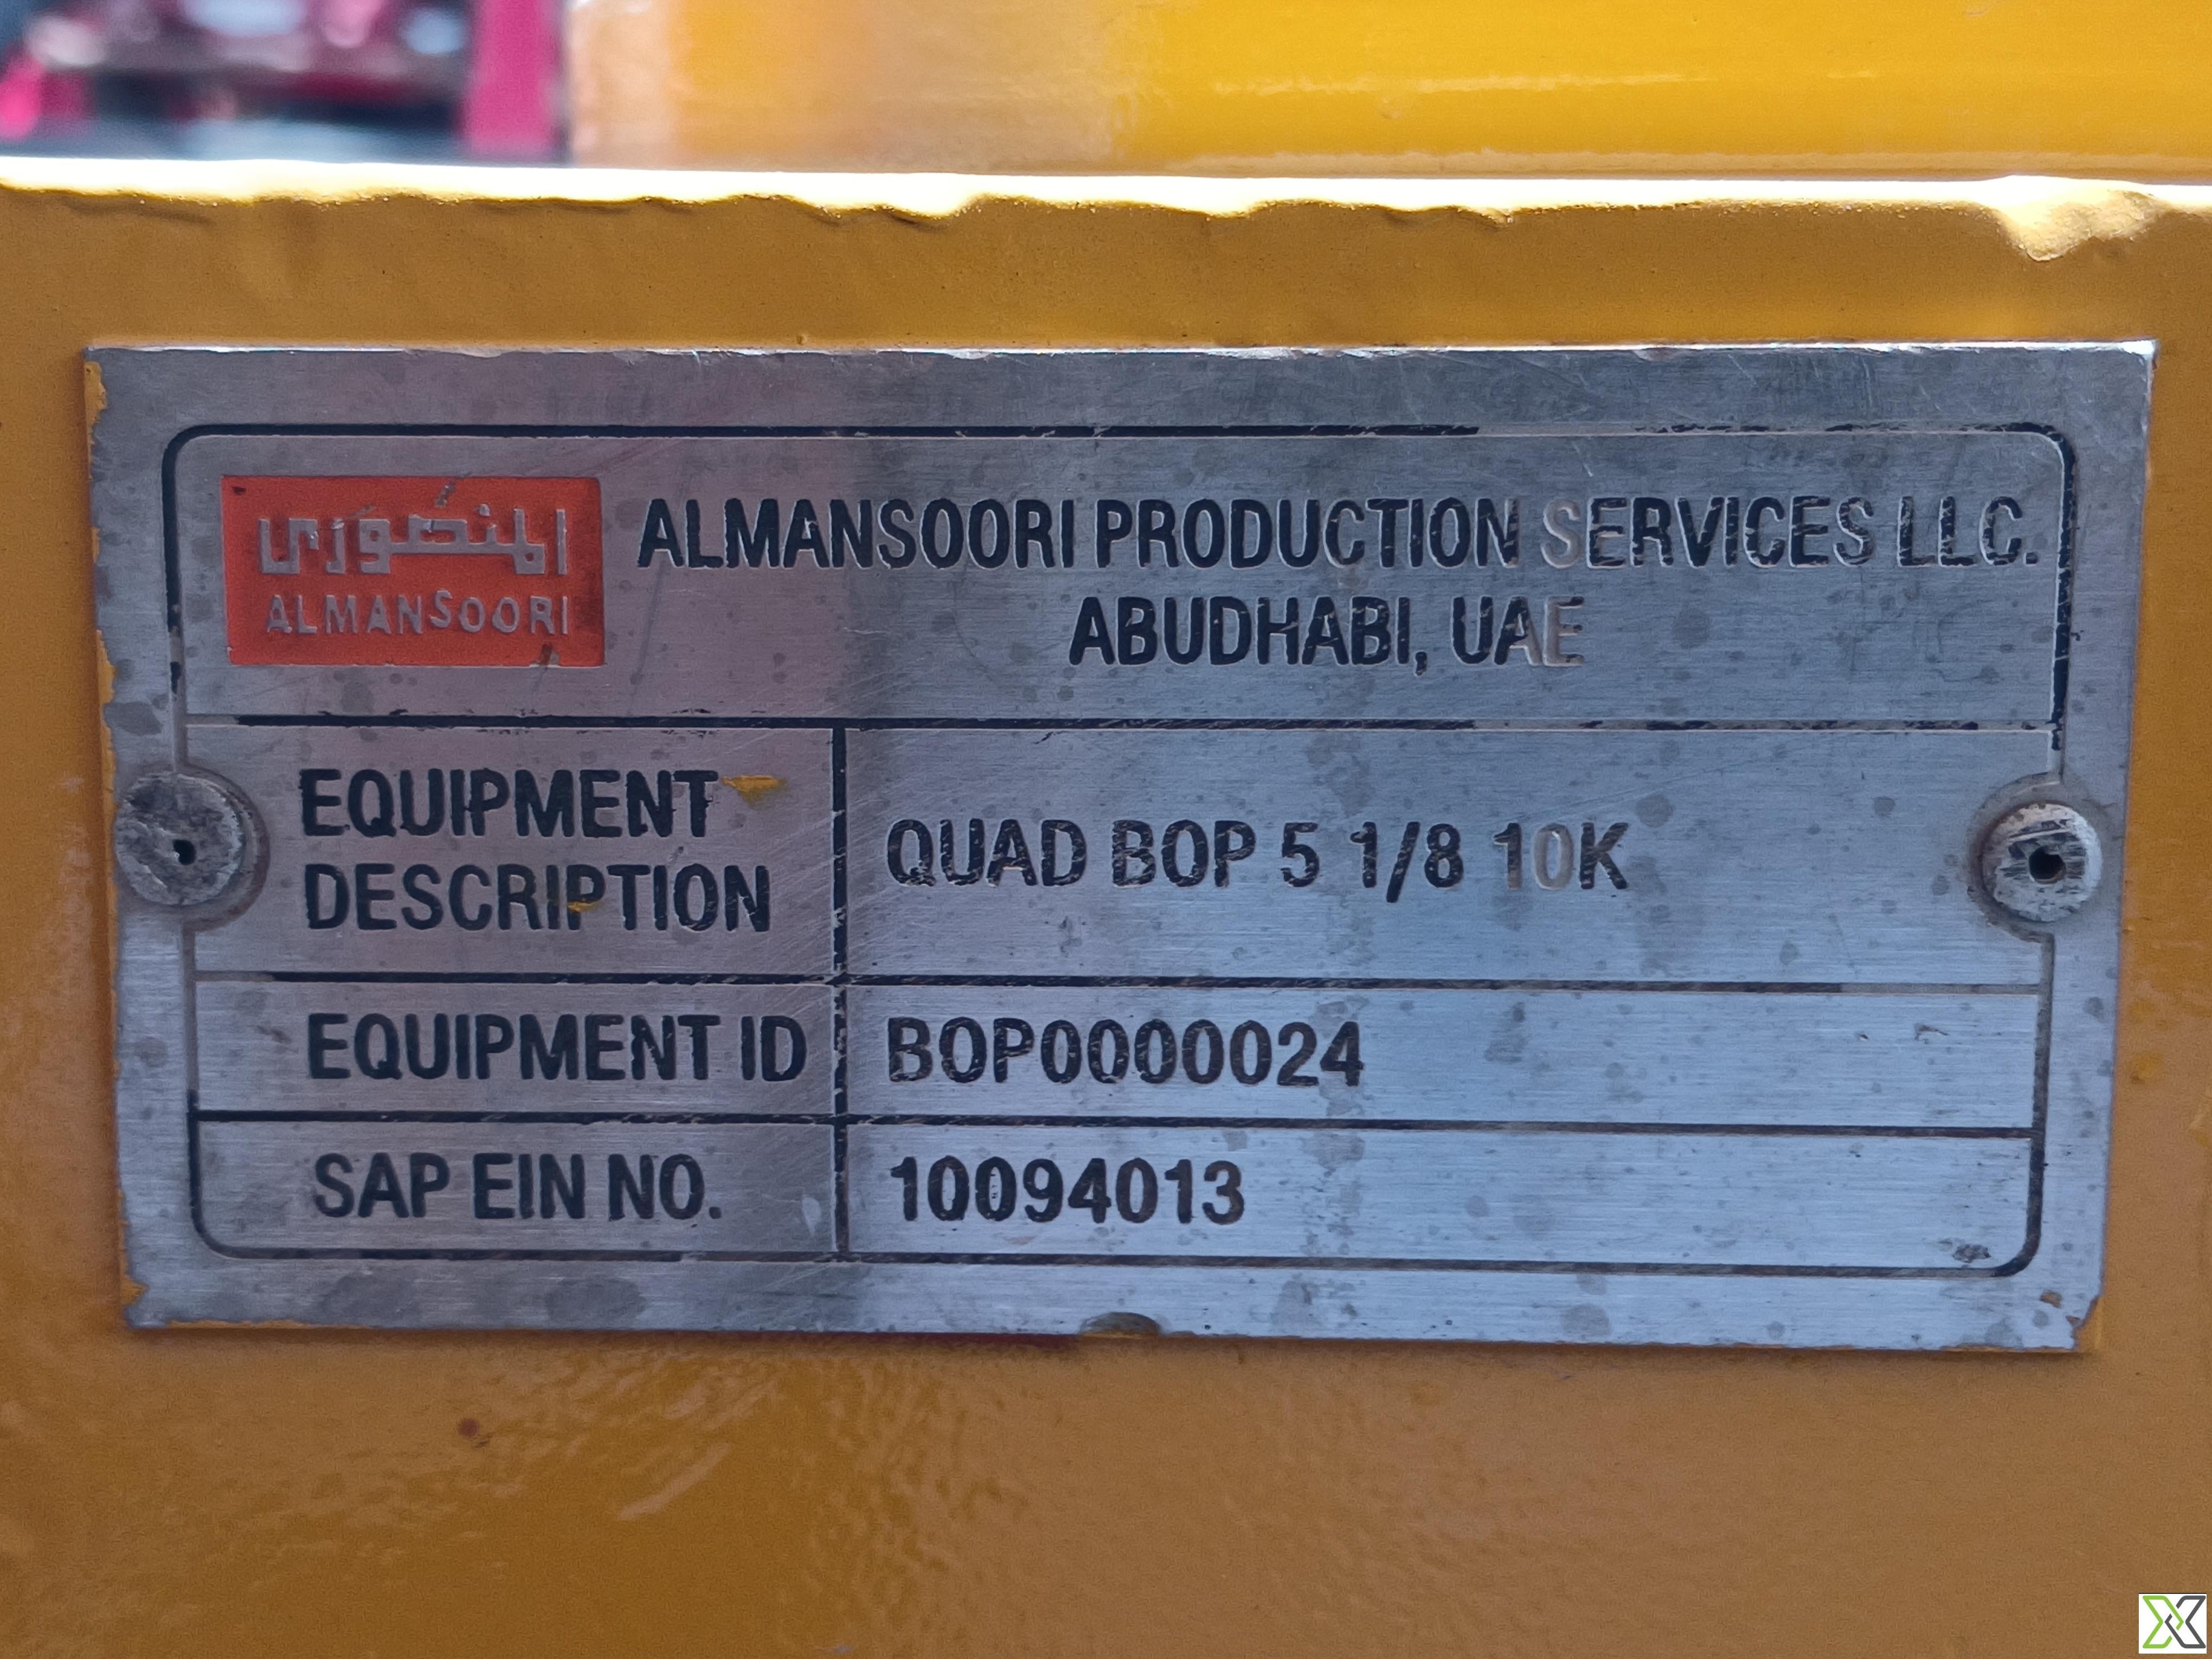 المنصوري
ALMANSOORI
ALMANSOORI PRODUCTION SERVICES LLC.
ABUDHABI, UAE
EQUIPMENT
DESCRIPTION
QUAD BOP 5 1/8 10K
EQUIPMENT ID
BOP0000024
SAP EIN NO.
10094013